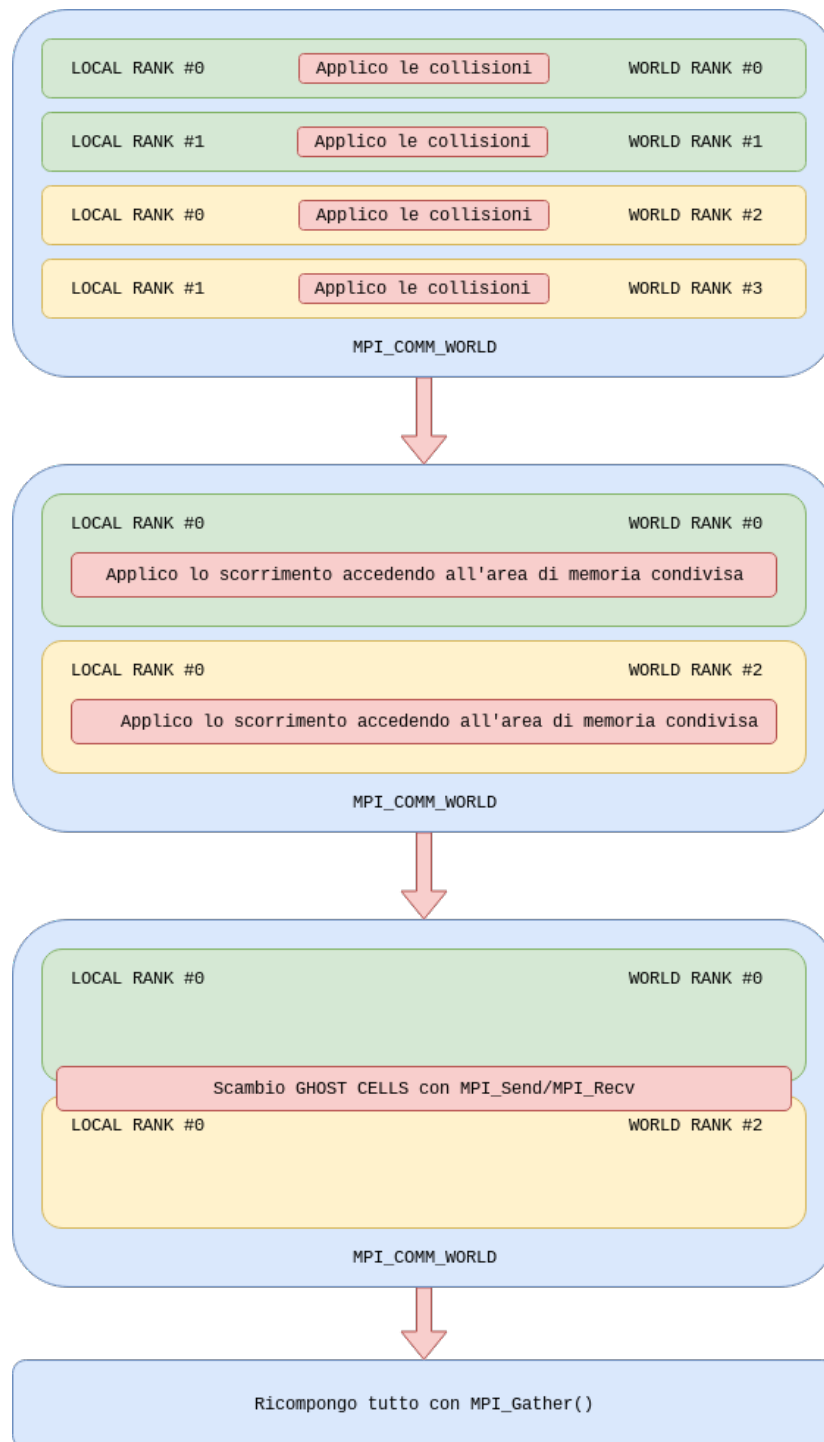 LOCAL RANK #0 Applico le collisioni WORLD RANK #0
LOCAL RANK #1 Applico le collisioni WORLD RANK #1
LOCAL RANK #0 Applico le collisioni WORLD RANK #2
LOCAL RANK #1 Applico le collisioni WORLD RANK #3
MPI_COMM_WORLD
LOCAL RANK #0 WORLD RANK #0
Applico lo scorrimento accedendo all'area di memoria condivisa
LOCAL RANK #0 WORLD RANK #2
Applico lo scorrimento accedendo all'area di memoria condivisa
MPI_COMM_WORLD
LOCAL RANK #0 WORLD RANK #0
Scambio GHOST CELLS con MPI_Send/MPI_Recv
LOCAL RANK #0 WORLD RANK #2
MPI_COMM_WORLD
Ricompongo tutto con MPI_Gather()